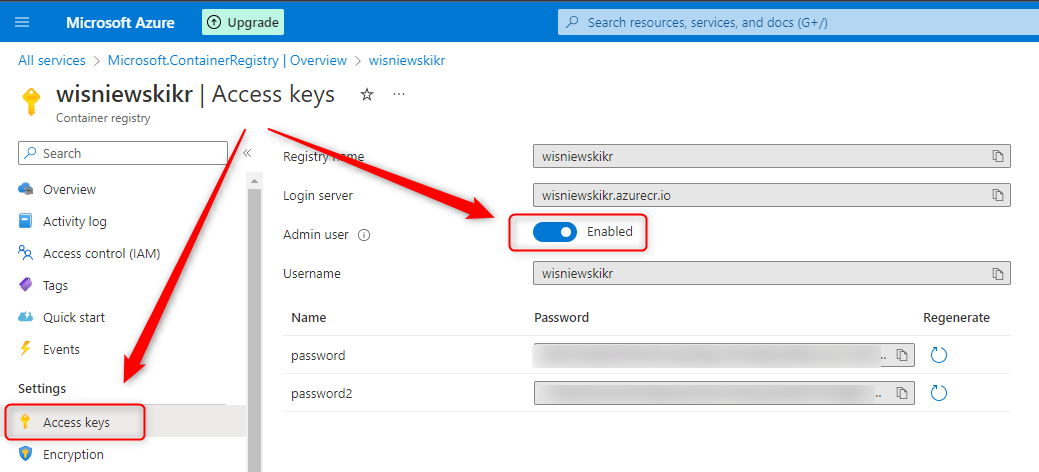 Microsoft Azure
Upgrade
Search resources, services, and docs (G+/)
All services > Microsoft.ContainerRegistry | Overview > wisniewskikr
wisniewskikr | Access keys
...
Container registry
Search
Overview
Activity log
Access control (IAM)
Tags
Quick start
Events
Settings
Access keys
Encryption
Registry name wisniewskikr
Login server wisniewskikr.azurecr.io
Admin user Enabled
Username wisniewskikr
Name Password Regenerate
password ..
password2 ..